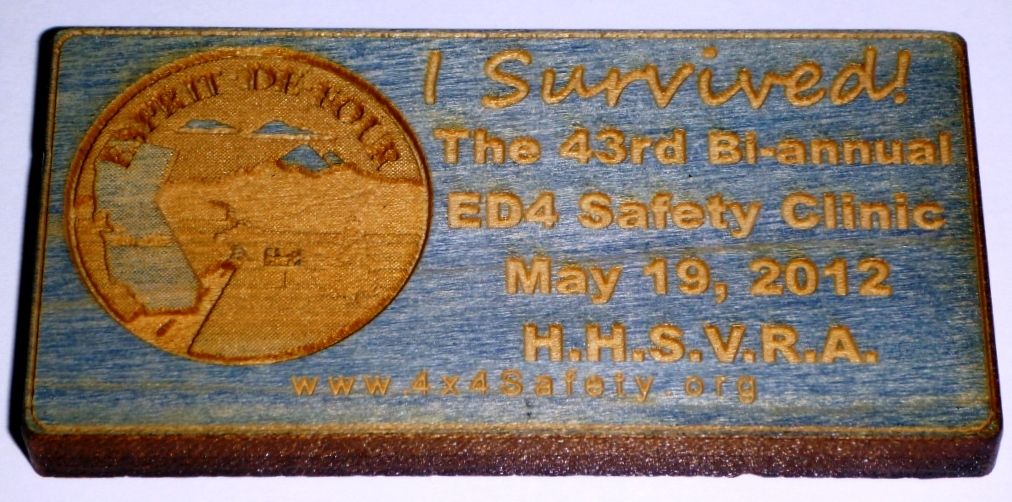 ESPRIT DE FOUR
I Survived!
The 43rd Bi-annual
ED4 Safety Clinic
May 19, 2012
H.H.S.V.R.A.
www.4x4Safety.org